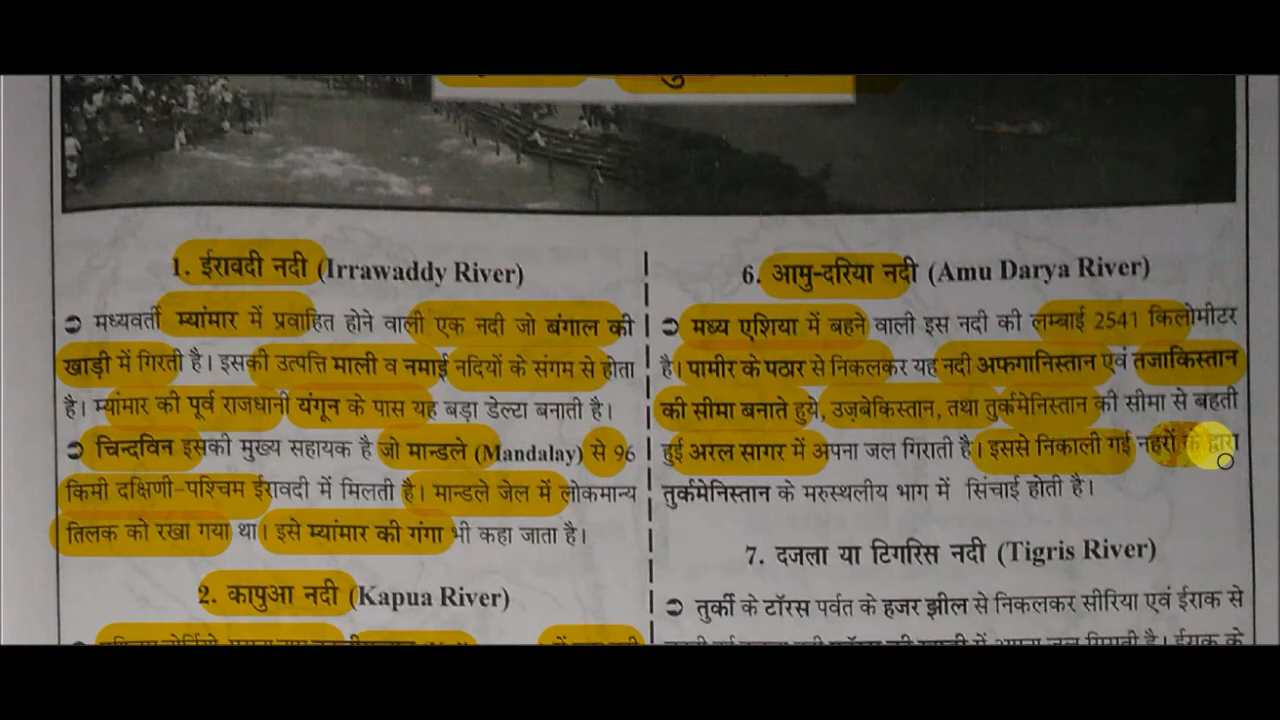 1. ईरावदी नदी (Irrawaddy River)
➲ मध्यवर्ती म्यांमार में प्रवाहित होने वाली एक नदी जो बंगाल की
खाड़ी में गिरती है। इसकी उत्पत्ति माली व नमाई नदियों के संगम से होता
है। म्यांमार की पूर्व राजधानी यंगून के पास यह बड़ा डेल्टा बनाती है।
➲ चिन्दविन इसकी मुख्य सहायक है जो मान्डले (Mandalay) से 96
किमी दक्षिणी-पश्चिम ईरावदी में मिलती है। मान्डले जेल में लोकमान्य
तिलक को रखा गया था। इसे म्यांमार की गंगा भी कहा जाता है।
2. कापुआ नदी (Kapua River)
6. आमु-दरिया नदी (Amu Darya River)
➲ मध्य एशिया में बहने वाली इस नदी की लम्बाई 2541 किलोमीटर
है। पामीर के पठार से निकलकर यह नदी अफगानिस्तान एवं तजाकिस्तान
की सीमा बनाते हुये, उज़बेकिस्तान, तथा तुर्कमेनिस्तान की सीमा से बहती
हुई अरल सागर में अपना जल गिराती है। इससे निकाली गई नहरों के द्वारा
तुर्कमेनिस्तान के मरुस्थलीय भाग में सिंचाई होती है।
7. दजला या टिगरिस नदी (Tigris River)
➲ तुर्की के टॉरस पर्वत के हजर झील से निकलकर सीरिया एवं ईराक से